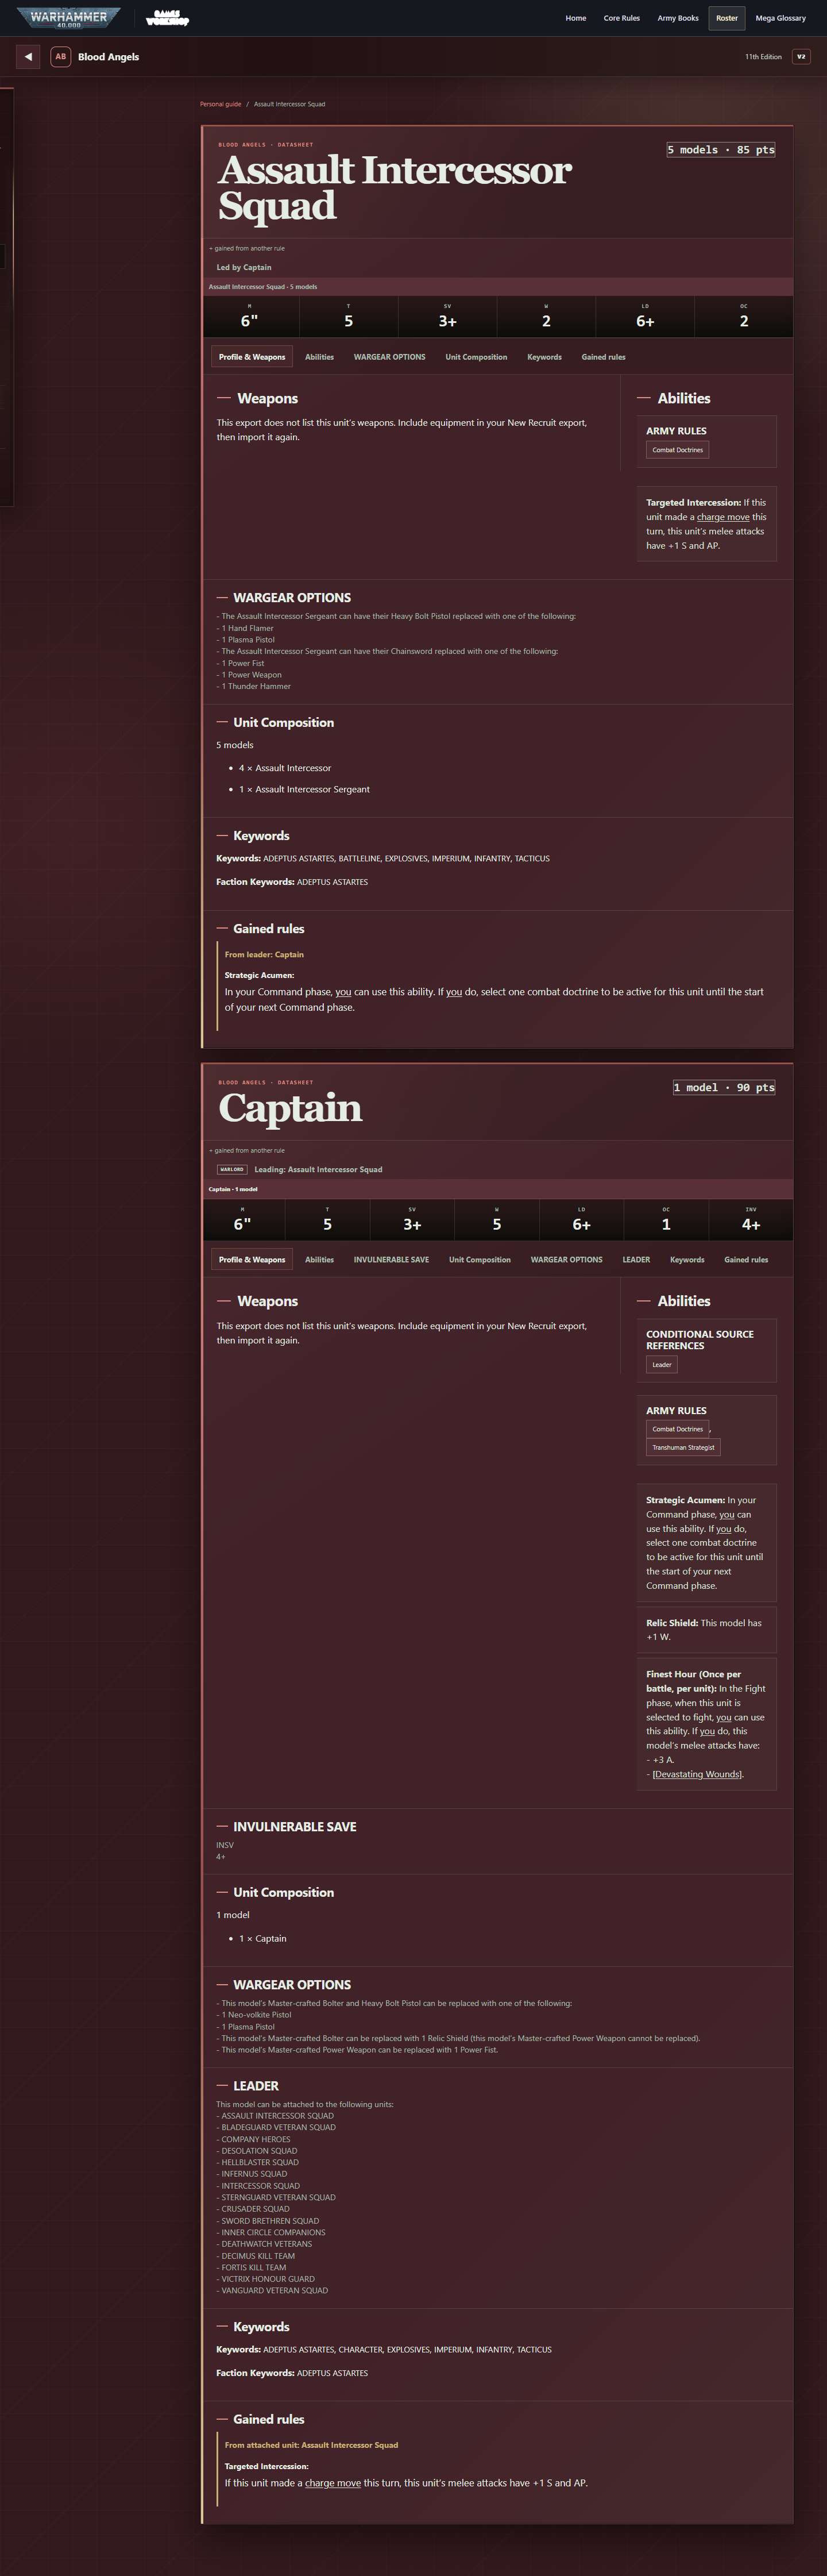 WARHAMMER
40,000
GAMES
WORKSHOP
Home
Core Rules
Army Books
Roster
Mega Glossary
◀
AB
Blood Angels
11th Edition
V2
Personal guide / Assault Intercessor Squad
BLOOD ANGELS · DATASHEET
5 models · 85 pts
Assault Intercessor
Squad
+ gained from another rule
Led by Captain
Assault Intercessor Squad · 5 models
M T SV W LD OC
6" 5 3+ 2 6+ 2
Profile & Weapons
Abilities
WARGEAR OPTIONS
Unit Composition
Keywords
Gained rules
Weapons
This export does not list this unit's weapons. Include equipment in your New Recruit export,
then import it again.
Abilities
ARMY RULES
Combat Doctrines
Targeted Intercession: If this
unit made a charge move this
turn, this unit's melee attacks
have +1 S and AP.
WARGEAR OPTIONS
- The Assault Intercessor Sergeant can have their Heavy Bolt Pistol replaced with one of the following:
- 1 Hand Flamer
- 1 Plasma Pistol
- The Assault Intercessor Sergeant can have their Chainsword replaced with one of the following:
- 1 Power Fist
- 1 Power Weapon
- 1 Thunder Hammer
Unit Composition
5 models
• 4 × Assault Intercessor
• 1 × Assault Intercessor Sergeant
Keywords
Keywords: ADEPTUS ASTARTES, BATTLELINE, EXPLOSIVES, IMPERIUM, INFANTRY, TACTICUS
Faction Keywords: ADEPTUS ASTARTES
Gained rules
From leader: Captain
Strategic Acumen:
In your Command phase, you can use this ability. If you do, select one combat doctrine to be active for this unit until the start
of your next Command phase.
BLOOD ANGELS · DATASHEET
1 model · 90 pts
Captain
+ gained from another rule
WARLORD
Leading: Assault Intercessor Squad
Captain · 1 model
M T SV W LD OC INV
6" 5 3+ 5 6+ 1 4+
Profile & Weapons
Abilities
INVULNERABLE SAVE
Unit Composition
WARGEAR OPTIONS
LEADER
Keywords
Gained rules
Weapons
This export does not list this unit's weapons. Include equipment in your New Recruit export,
then import it again.
Abilities
CONDITIONAL SOURCE
REFERENCES
Leader
ARMY RULES
Combat Doctrines ,
Transhuman Strategist
Strategic Acumen: In your
Command phase, you can
use this ability. If you do,
select one combat doctrine
to be active for this unit until
the start of your next
Command phase.
Relic Shield: This model has
+1 W.
Finest Hour (Once per
battle, per unit): In the Fight
phase, when this unit is
selected to fight, you can use
this ability. If you do, this
model's melee attacks have:
- +3 A.
- [Devastating Wounds].
INVULNERABLE SAVE
INSV
4+
Unit Composition
1 model
• 1 × Captain
WARGEAR OPTIONS
- This model's Master-crafted Bolter and Heavy Bolt Pistol can be replaced with one of the following:
- 1 Neo-volkite Pistol
- 1 Plasma Pistol
- This model's Master-crafted Bolter can be replaced with 1 Relic Shield (this model's Master-crafted Power Weapon cannot be replaced).
- This model's Master-crafted Power Weapon can be replaced with 1 Power Fist.
LEADER
This model can be attached to the following units:
- ASSAULT INTERCESSOR SQUAD
- BLADEGUARD VETERAN SQUAD
- COMPANY HEROES
- DESOLATION SQUAD
- HELLBLASTER SQUAD
- INFERNUS SQUAD
- INTERCESSOR SQUAD
- STERNGUARD VETERAN SQUAD
- CRUSADER SQUAD
- SWORD BRETHREN SQUAD
- INNER CIRCLE COMPANIONS
- DEATHWATCH VETERANS
- DECIMUS KILL TEAM
- FORTIS KILL TEAM
- VICTRIX HONOUR GUARD
- VANGUARD VETERAN SQUAD
Keywords
Keywords: ADEPTUS ASTARTES, CHARACTER, EXPLOSIVES, IMPERIUM, INFANTRY, TACTICUS
Faction Keywords: ADEPTUS ASTARTES
Gained rules
From attached unit: Assault Intercessor Squad
Targeted Intercession:
If this unit made a charge move this turn, this unit's melee attacks have +1 S and AP.